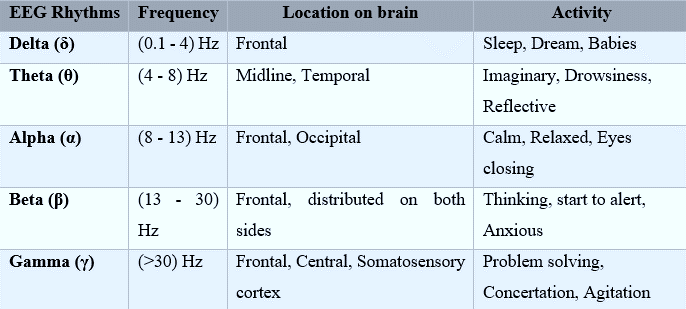 EEG Rhythms Frequency Location on brain Activity
Delta (δ) (0.1 - 4) Hz Frontal Sleep, Dream, Babies
Theta (θ) (4 - 8) Hz Midline, Temporal Imaginary, Drowsiness,
Reflective
Alpha (α) (8 - 13) Hz Frontal, Occipital Calm, Relaxed, Eyes
closing
Beta (β) (13 - 30) Frontal, distributed on both Thinking, start to alert,
Hz sides Anxious
Gamma (γ) (>30) Hz Frontal, Central, Somatosensory Problem solving,
cortex Concertation, Agitation